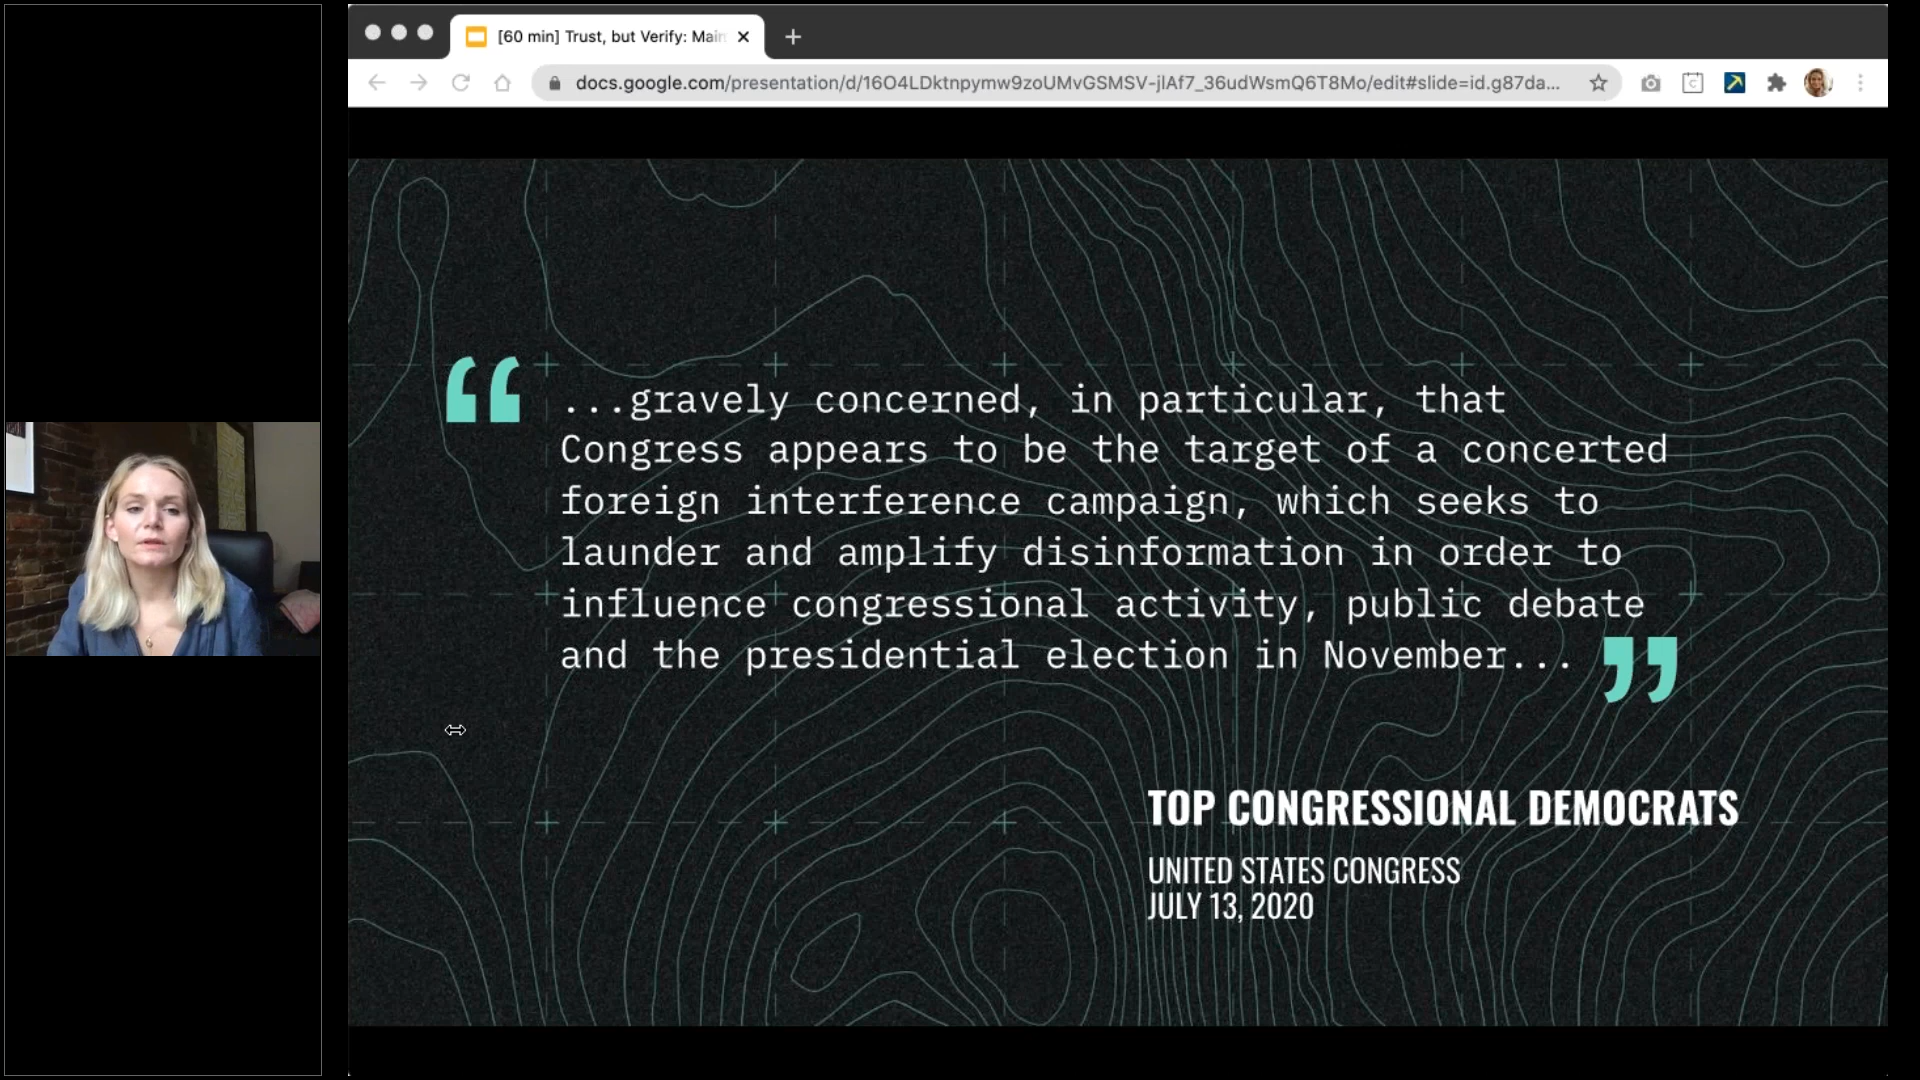 [60 min] Trust, but Verify: Main
docs.google.com/presentation/d/16O4LDktnpymw9zoUMvGSMSV-jlAf7_36udWsmQ6T8Mo/edit#slide=id.g87da...
“...gravely concerned, in particular, that
Congress appears to be the target of a concerted
foreign interference campaign, which seeks to
launder and amplify disinformation in order to
influence congressional activity, public debate
and the presidential election in November...”
TOP CONGRESSIONAL DEMOCRATS
UNITED STATES CONGRESS
JULY 13, 2020